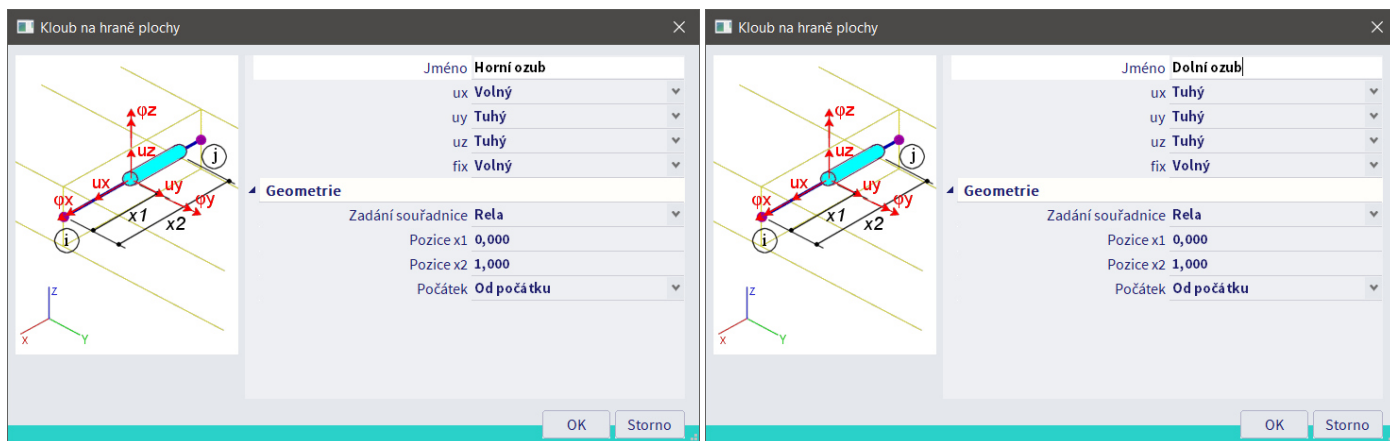 Kloub na hraně plochy
Jméno Horní ozub
ux Volný
uy Tuhý
uz Tuhý
fix Volný
Geometrie
Zadání souřadnice Rela
Pozice x1 0,000
Pozice x2 1,000
Počátek Od počátku
φz
uz
j
ux
uy
φx
φy
x1
x2
i
z
x
Y
OK Storno
Kloub na hraně plochy
Jméno Dolní ozub
ux Tuhý
uy Tuhý
uz Tuhý
fix Volný
Geometrie
Zadání souřadnice Rela
Pozice x1 0,000
Pozice x2 1,000
Počátek Od počátku
φz
uz
j
ux
uy
φx
φy
x1
x2
i
z
x
Y
OK Storno